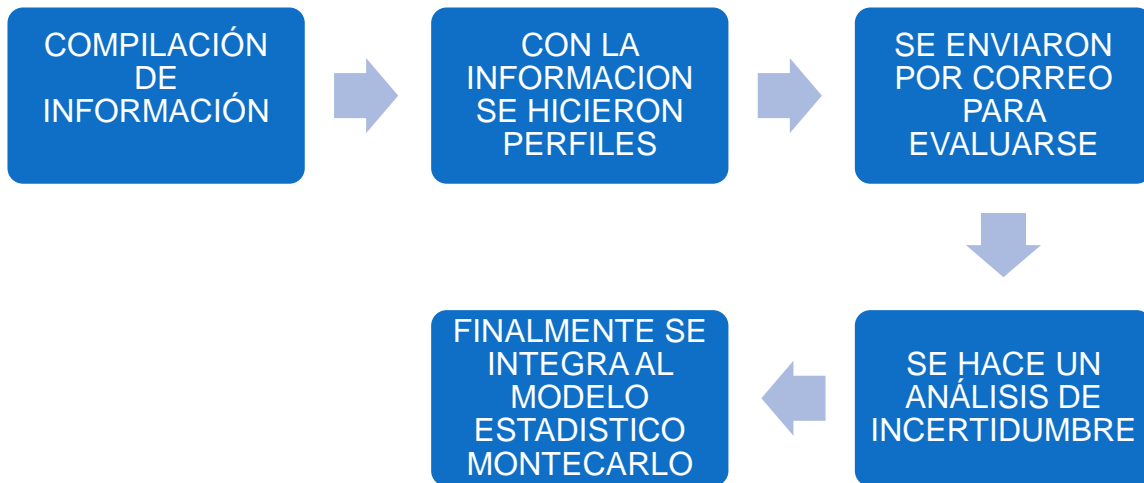 COMPILACIÓN
DE
INFORMACIÓN
CON LA
INFORMACION
SE HICIERON
PERFILES
SE ENVIARON
POR CORREO
PARA
EVALUARSE
SE HACE UN
ANÁLISIS DE
INCERTIDUMBRE
FINALMENTE SE
INTEGRA AL
MODELO
ESTADISTICO
MONTECARLO